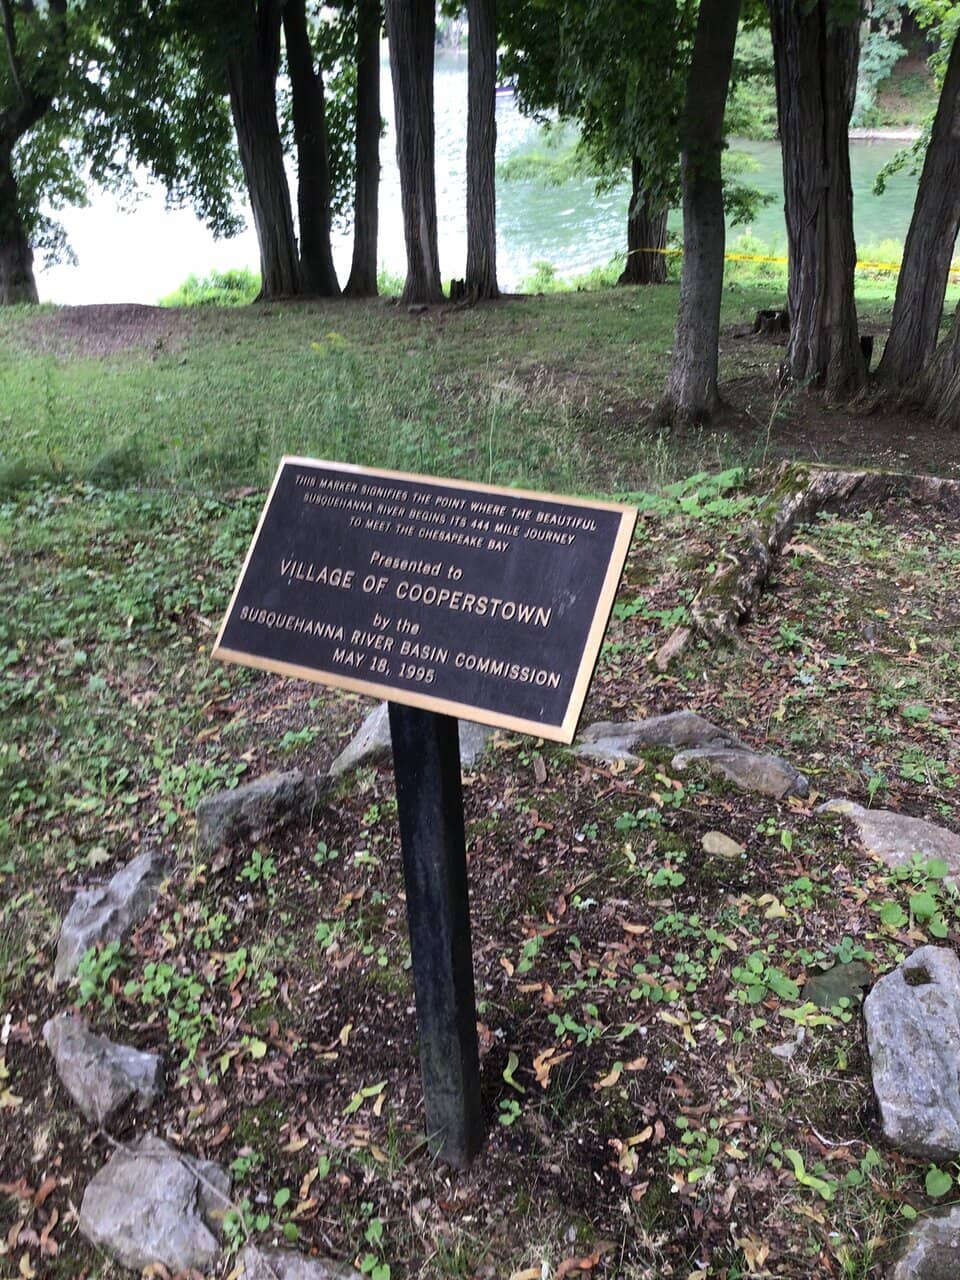 THIS MARKER SIGNIFIES THE POINT WHERE THE BEAUTIFUL
SUSQUEHANNA RIVER BEGINS ITS 444 MILE JOURNEY
TO MEET THE CHESAPEAKE BAY
Presented to
VILLAGE OF COOPERSTOWN
by the
SUSQUEHANNA RIVER BASIN COMMISSION
MAY 18, 1995